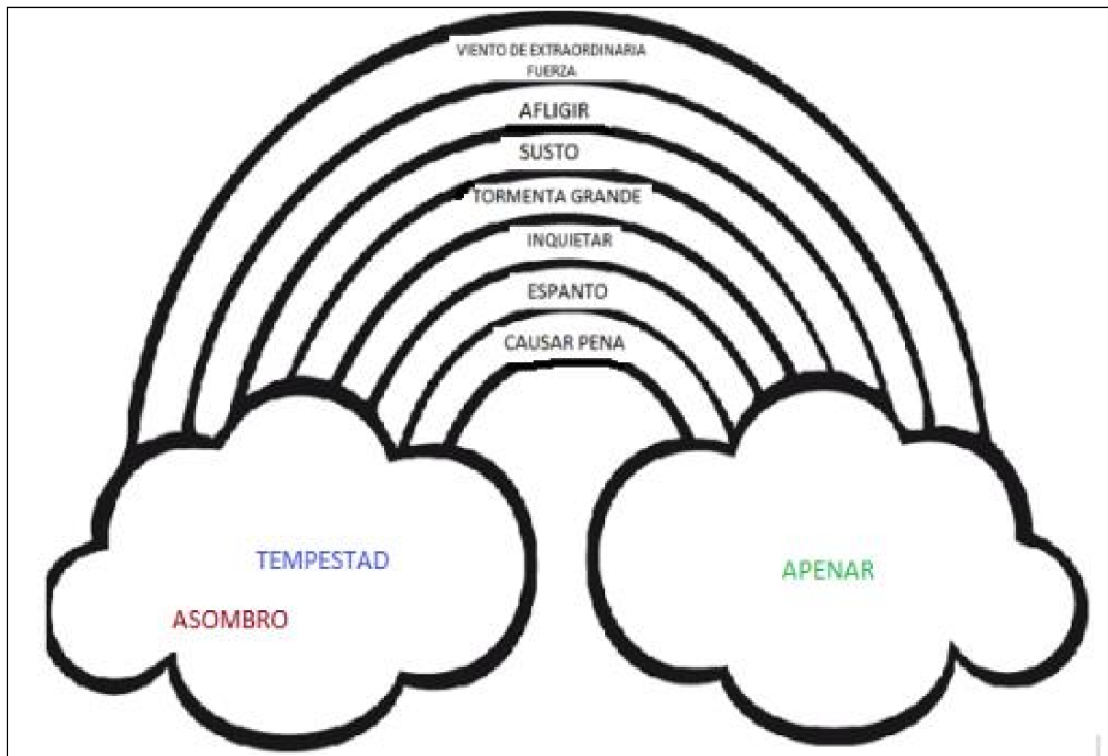 VIENTO DE EXTRAORDINARIA
FUERZA
AFLIGIR
SUSTO
TORMENTA GRANDE
INQUIETAR
ESPANTO
CAUSAR PENA
TEMPESTAD
APENAR
ASOMBRO